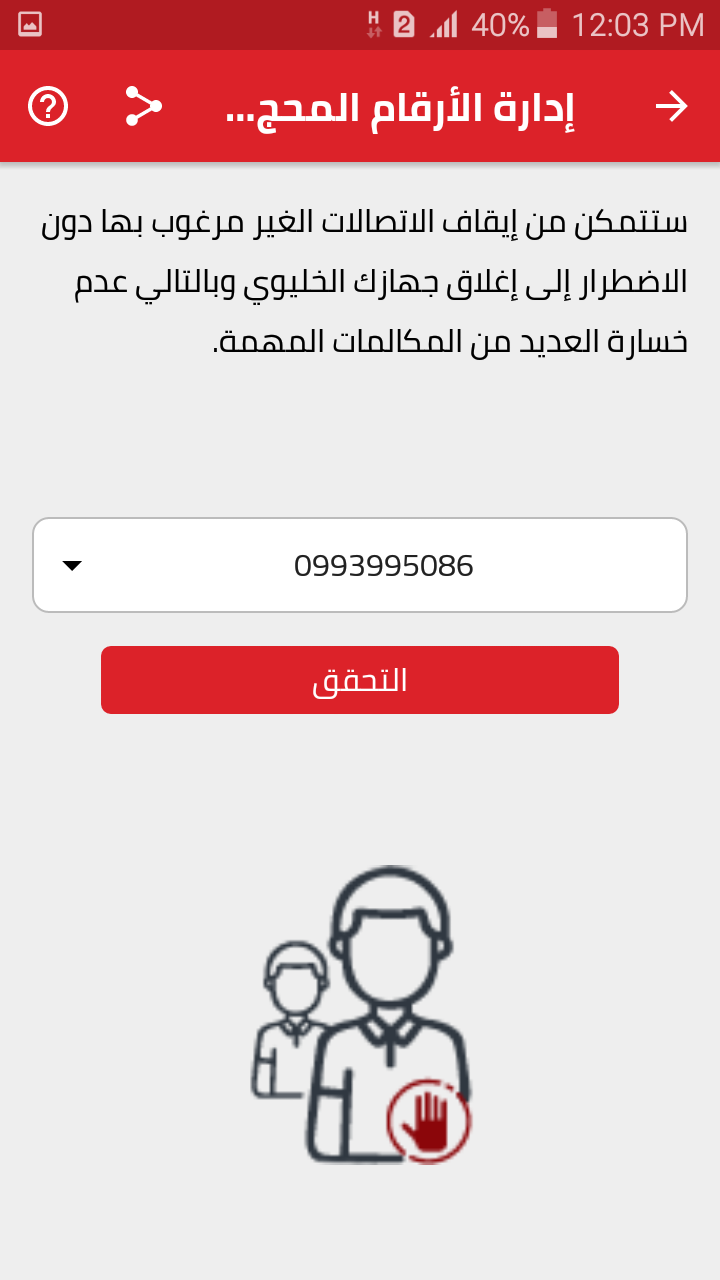 H 2 40% 12:03 PM
إدارة الأرقام المحج...
ستتمكن من إيقاف الاتصالات الغير مرغوب بها دون
الاضطرار إلى إغلاق جهازك الخليوي وبالتالي عدم
خسارة العديد من المكالمات المهمة.
0993995086
التحقق